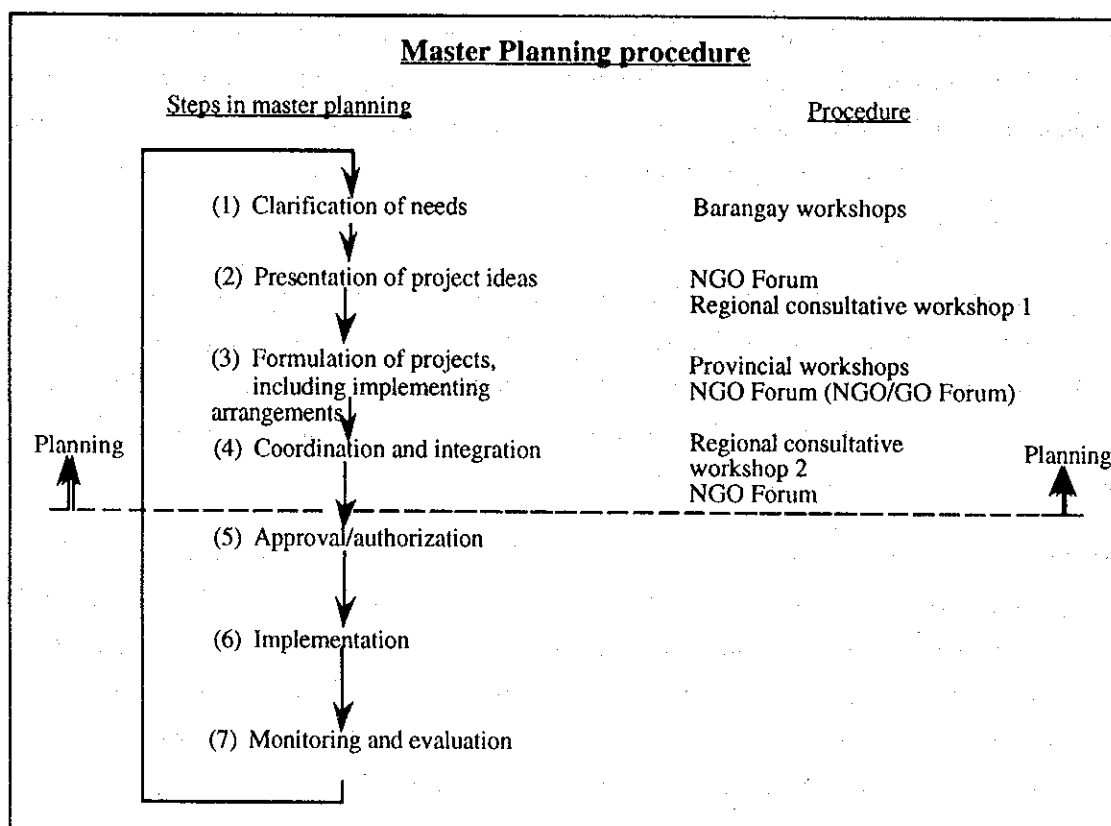 Master Planning procedure
Steps in master planning
Procedure
(1) Clarification of needs
Barangay workshops
(2) Presentation of project ideas
NGO Forum
Regional consultative workshop 1
(3) Formulation of projects,
including implementing
arrangements
Provincial workshops
NGO Forum (NGO/GO Forum)
Planning
(4) Coordination and integration
Regional consultative
workshop 2
NGO Forum
Planning
(5) Approval/authorization
(6) Implementation
(7) Monitoring and evaluation